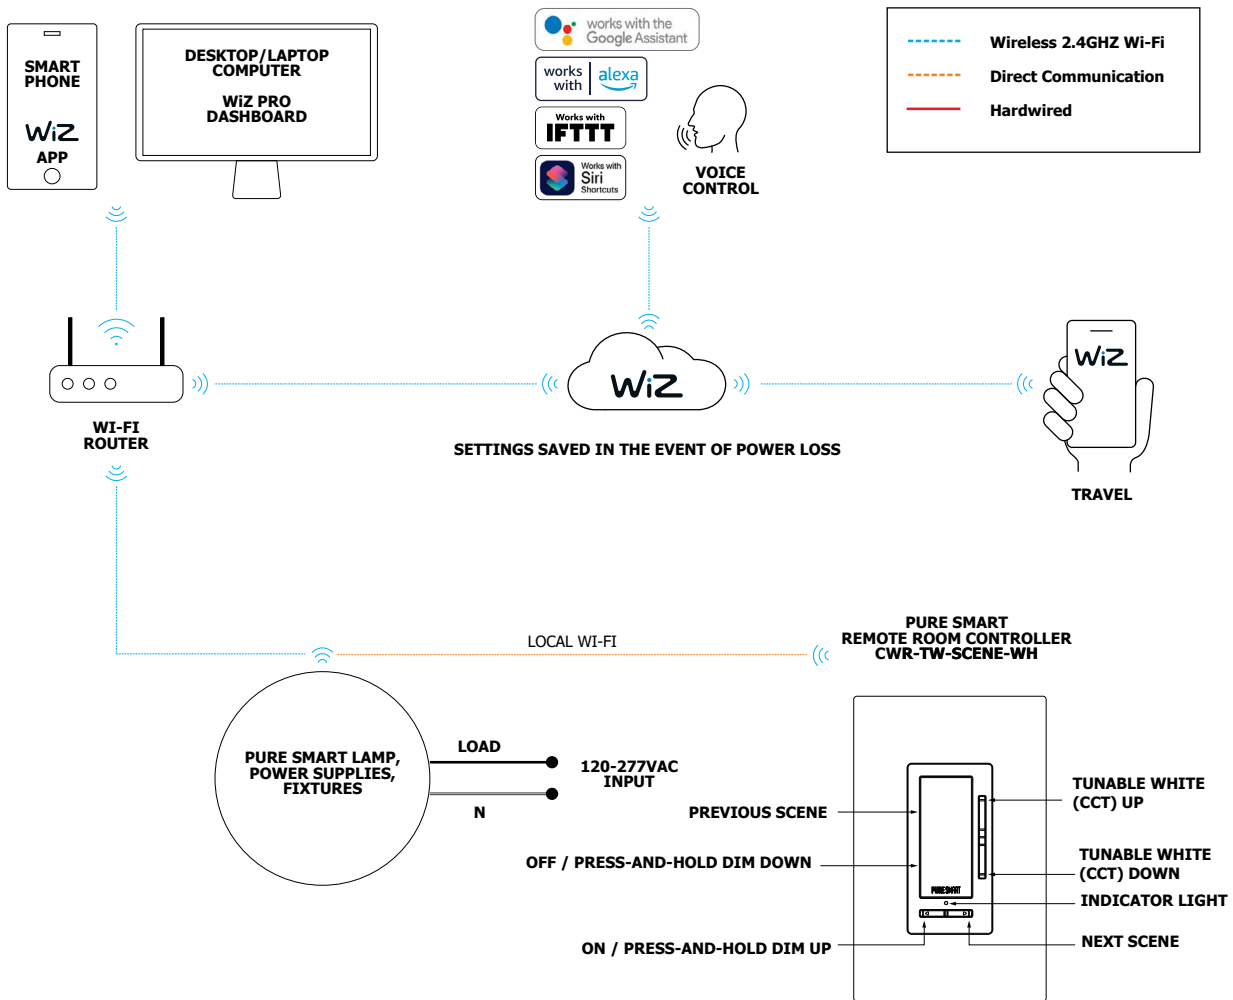 SMART
PHONE
WiZ
APP
DESKTOP/LAPTOP
COMPUTER
WiZ PRO
DASHBOARD
works with the
Google Assistant
works
with
alexa
Works with
IFTTT
Works with
Siri
Shortcuts
VOICE
CONTROL
Wireless 2.4GHZ Wi-Fi
Direct Communication
Hardwired
WI-FI
ROUTER
WiZ
SETTINGS SAVED IN THE EVENT OF POWER LOSS
WiZ
TRAVEL
LOCAL WI-FI
PURE SMART
REMOTE ROOM CONTROLLER
CWR-TW-SCENE-WH
PURE SMART LAMP,
POWER SUPPLIES,
FIXTURES
LOAD
N
120-277VAC
INPUT
PREVIOUS SCENE
OFF / PRESS-AND-HOLD DIM DOWN
ON / PRESS-AND-HOLD DIM UP
PURE SMART
TUNABLE WHITE
(CCT) UP
TUNABLE WHITE
(CCT) DOWN
INDICATOR LIGHT
NEXT SCENE